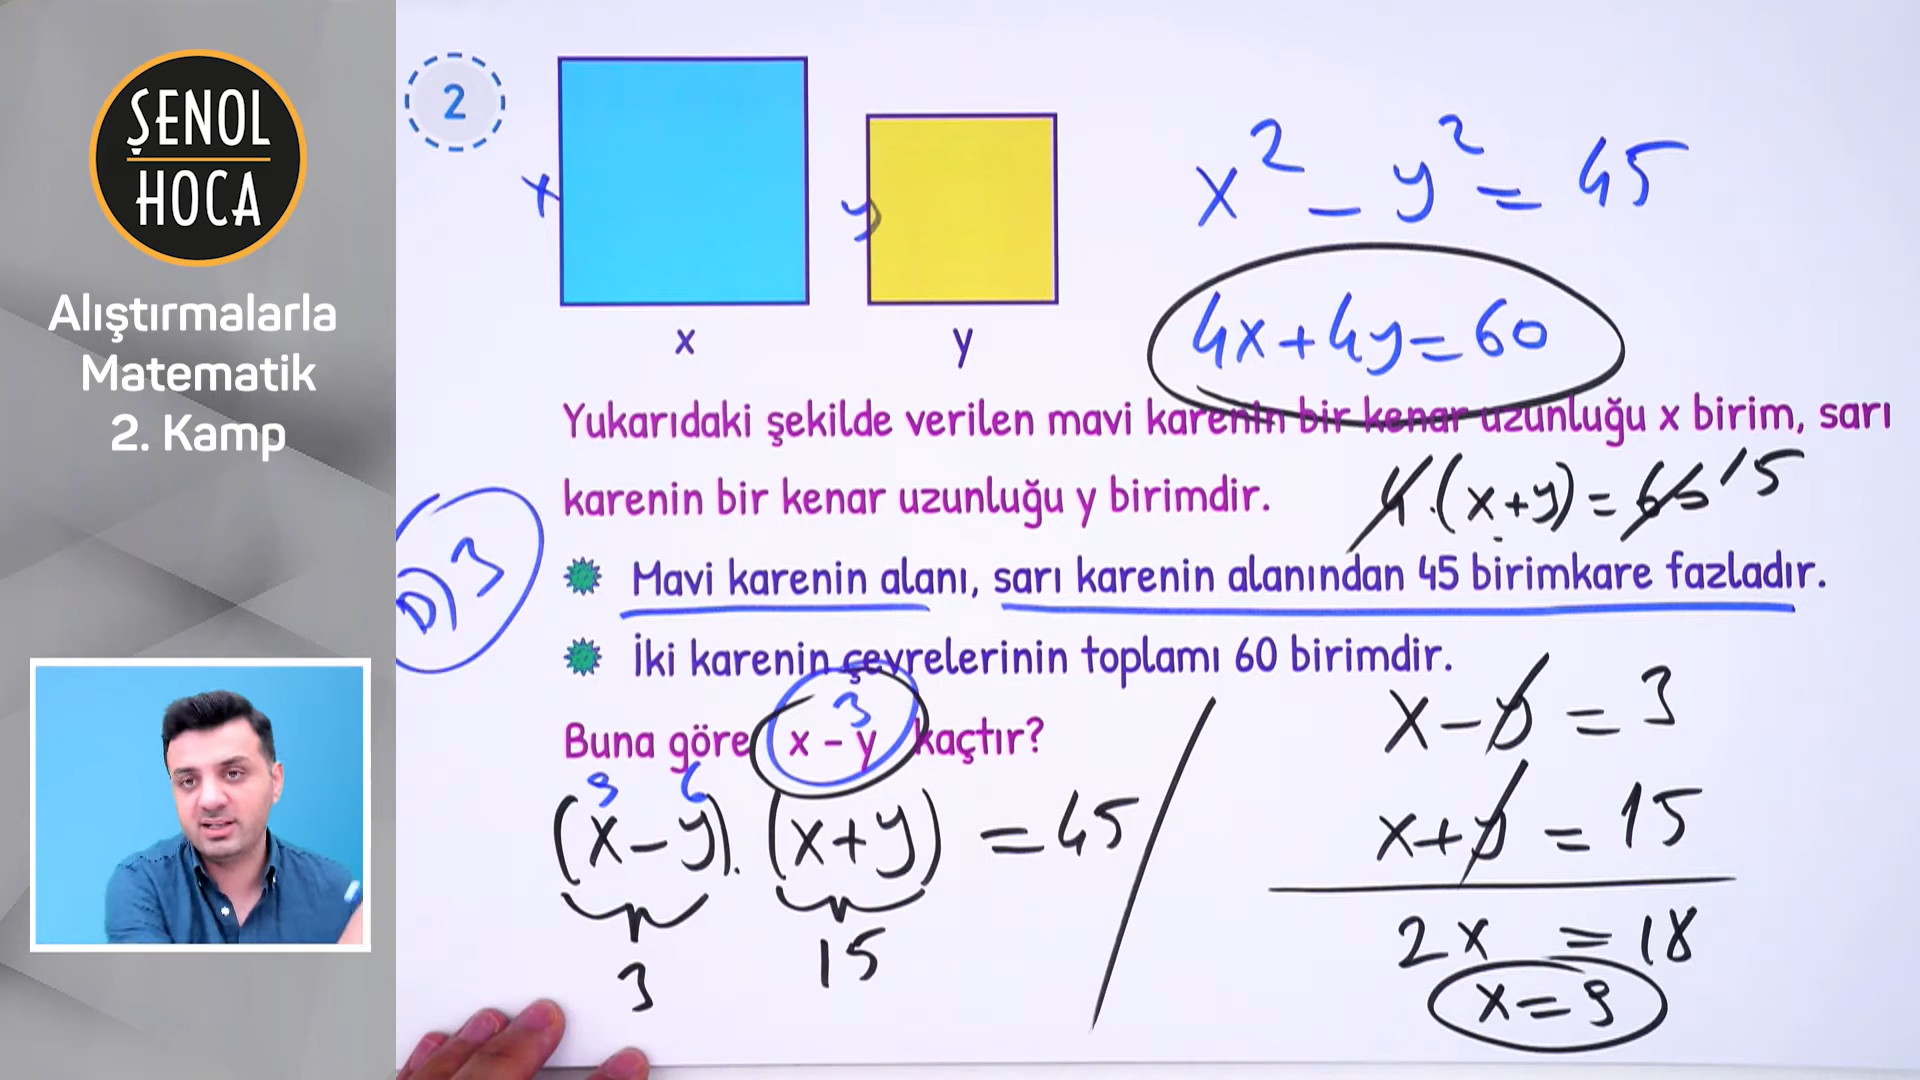 ŞENOL
HOCA
Alıştırmalarla
Matematik
2. Kamp
2
x
y
x
y
x² - y² = 45
4x+4y=60
Yukarıdaki şekilde verilen mavi karenin bir kenar uzunluğu x birim, sarı
karenin bir kenar uzunluğu y birimdir.
4.(x+y) = 60 15
D) 3
Mavi karenin alanı, sarı karenin alanından 45 birimkare fazladır.
İki karenin çevrelerinin toplamı 60 birimdir.
3
Buna göre x - y kaçtır?
9 6
(x-y).(x+y) = 45
3 15
x-y = 3
x+y = 15
2x = 18
x=9